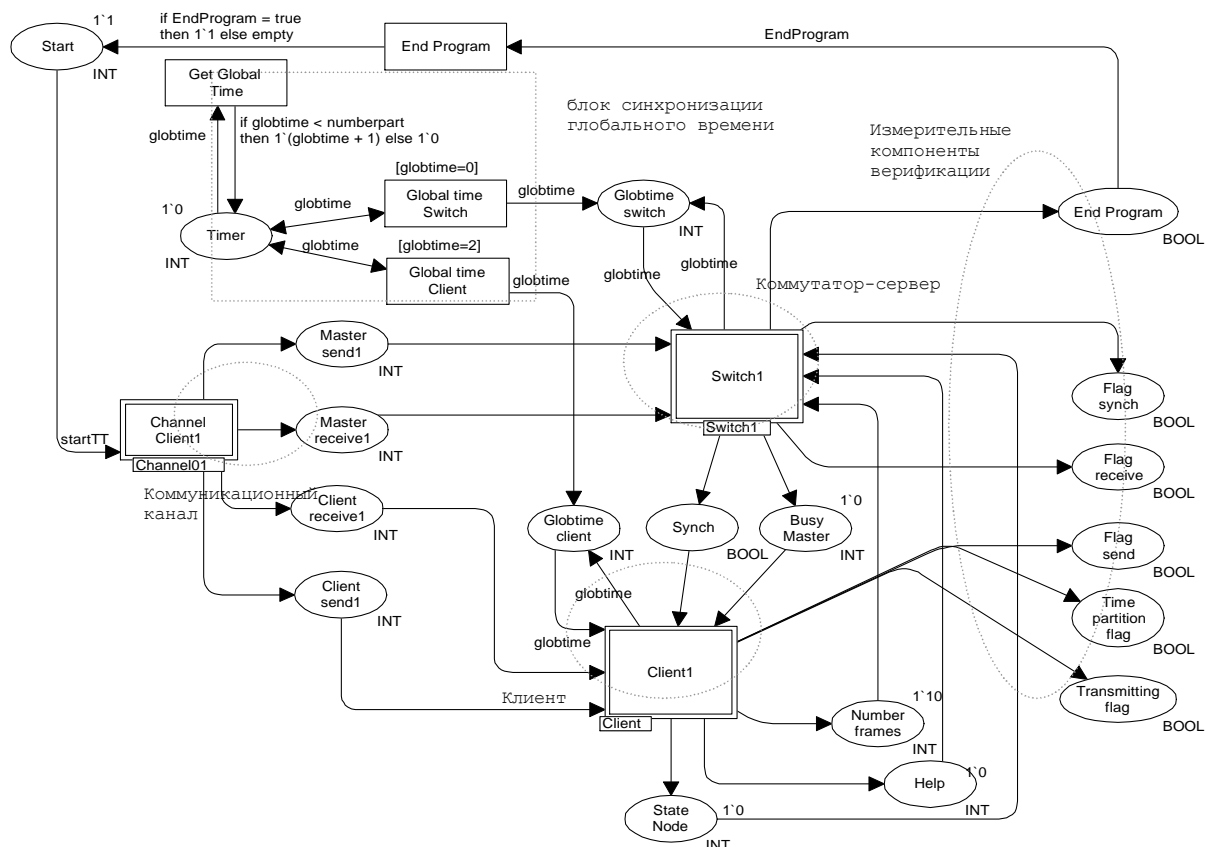 1`1
if EndProgram = true
then 1`1 else empty
EndProgram
Start
End Program
INT
Get Global
Time
блок синхронизации
глобального времени
globtime
if globtime < numberpart
then 1`(globtime + 1) else 1`0
Измерительные
компоненты
верификации
[globtime=0]
1`0
globtime
Global time
Switch
globtime
Globtime
switch
INT
End Program
BOOL
Timer
INT
globtime
[globtime=2]
Global time
Client
globtime
globtime
globtime
Коммутатор-сервер
Master
send1
INT
Switch1
Switch1
Flag
synch
BOOL
startTT
Channel
Client1
Channel01
Master
receive1
INT
Flag
receive
BOOL
Коммуникационный
канал
Client
receive1
INT
Globtime
client
INT
Synch
BOOL
1`0
Busy
Master
INT
Flag
send
BOOL
Client
send1
INT
globtime
globtime
Time
partition
flag
BOOL
Client1
Client
Клиент
Transmitting
flag
BOOL
1`10
Number
frames
INT
Help
1`0
INT
State
Node
1`0
INT